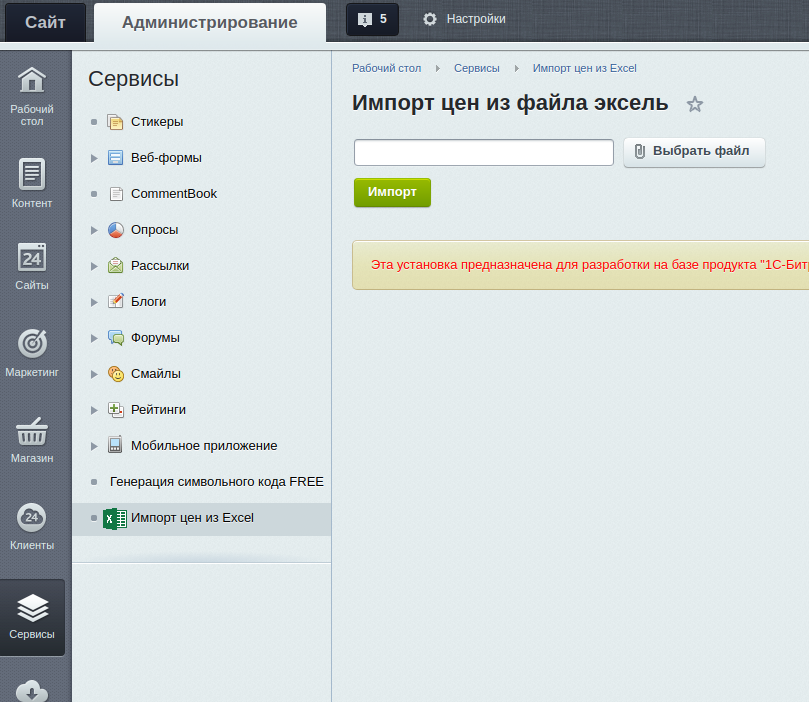 Сайт
Администрирование
5
Настройки
Рабочий стол
Контент
24
Сайты
Маркетинг
Магазин
24
Клиенты
Сервисы
Сервисы
Стикеры
Веб-формы
CommentBook
Опросы
Рассылки
Блоги
Форумы
Смайлы
Рейтинги
Мобильное приложение
Генерация символьного кода FREE
Импорт цен из Excel
Рабочий стол
Сервисы
Импорт цен из Excel
Импорт цен из файла эксель
Выбрать файл
Импорт
Эта установка предназначена для разработки на базе продукта "1С-Бит